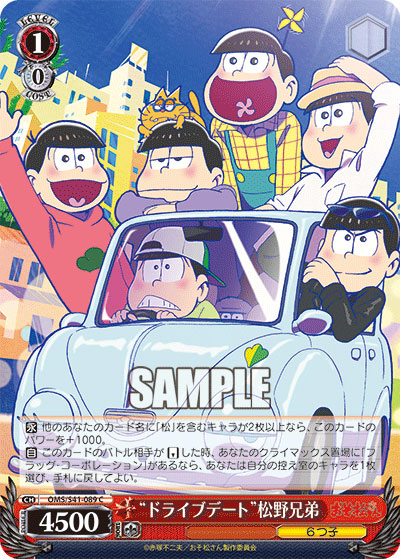 LEVEL
1
0
COST
SAMPLE
永 他のあなたのカード名に「松」を含むキャラが2枚以上なら、このカードの
パワーを+1000。
自 このカードのバトル相手が【】した時、あなたのクライマックス置場に「フ
ラッグ・コーポレーション」があるなら、あなたは自分の控え室のキャラを1枚
選び、手札に戻してよい。
CH OMS/S41-089 C
4500
“ドライブデート”松野兄弟
6つ子
©赤塚不二夫/おそ松さん製作委員会